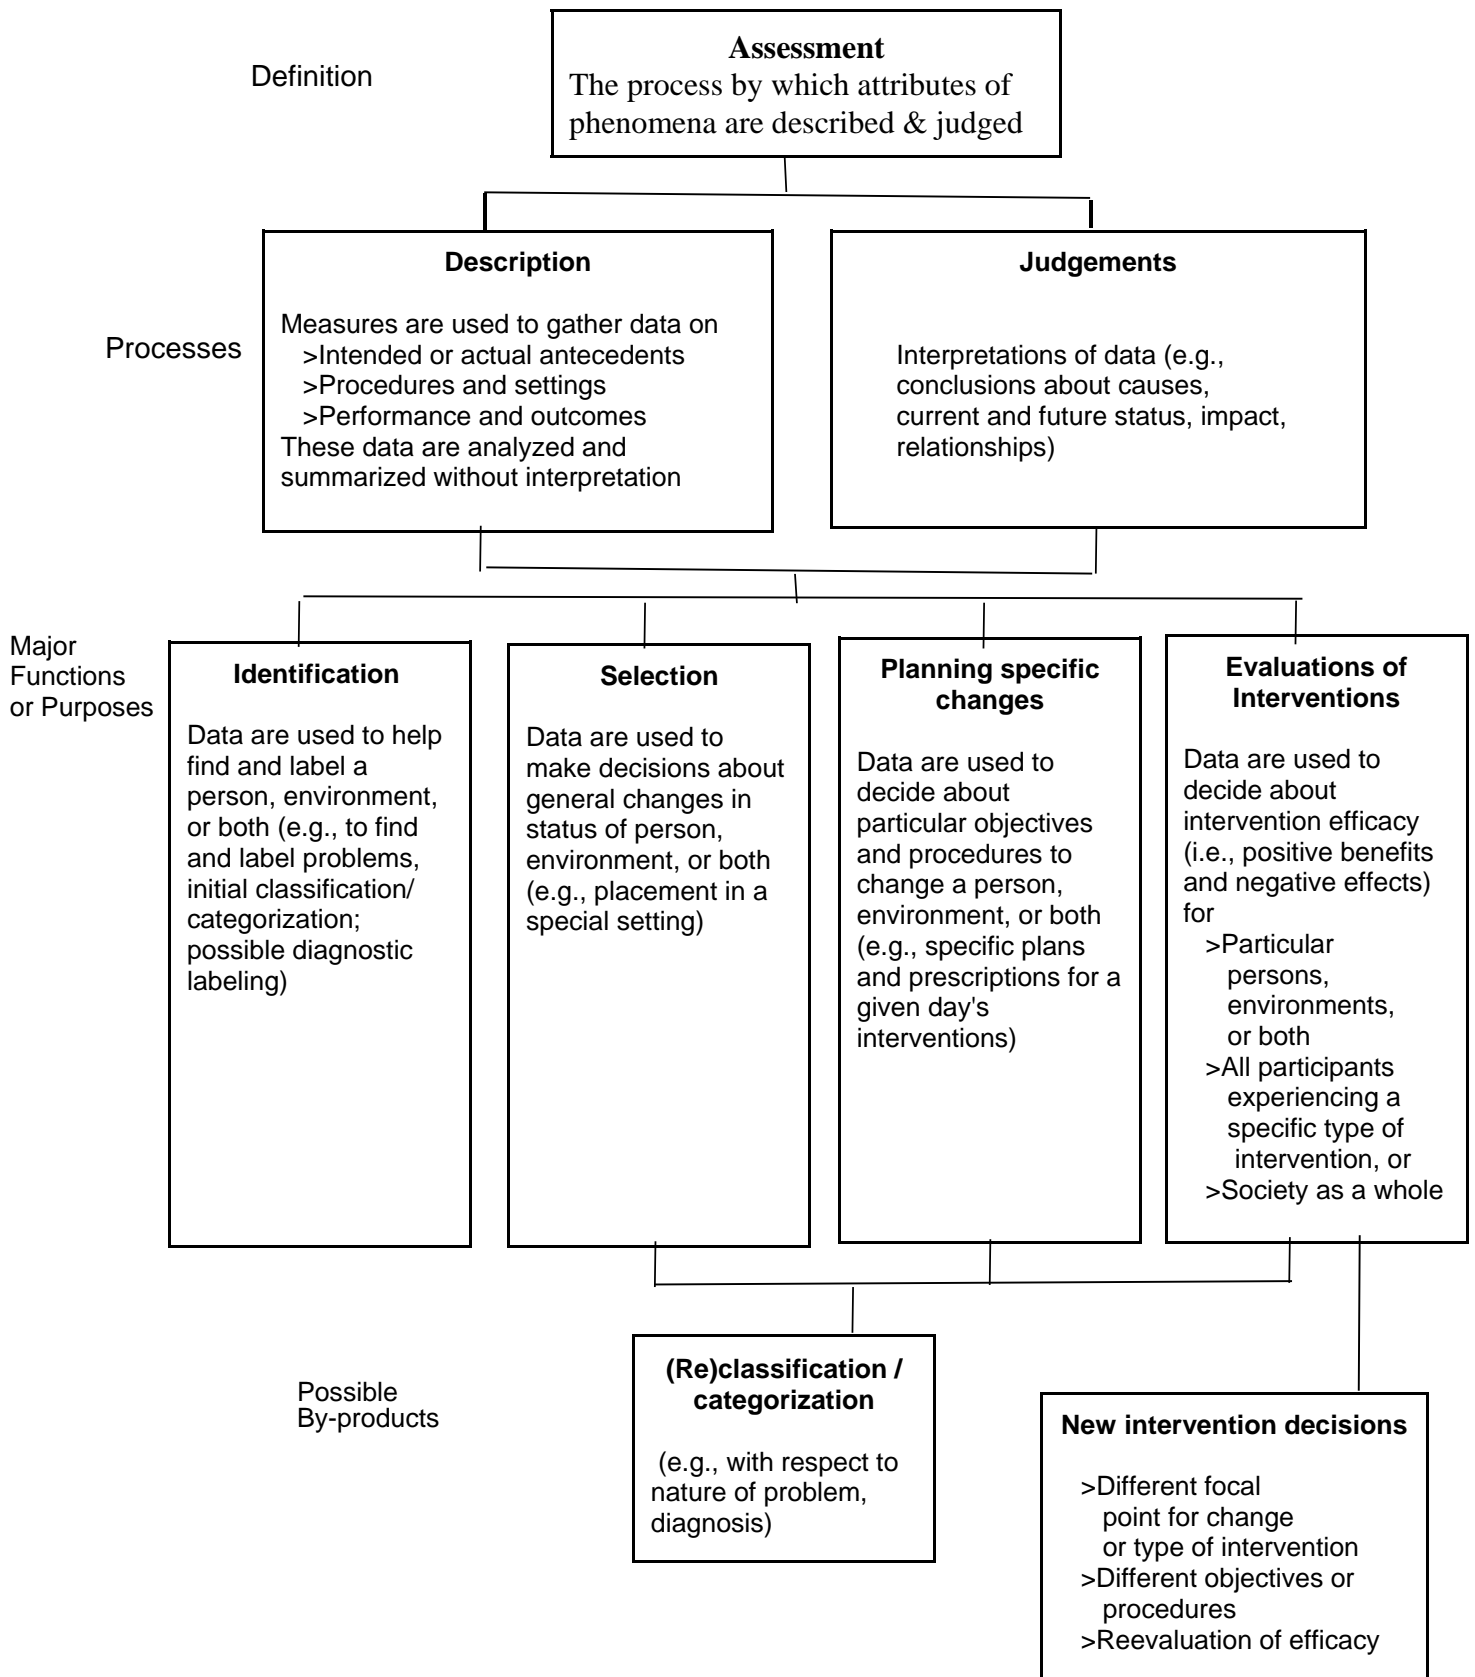 Definition
Assessment
The process by which attributes of
phenomena are described & judged
Processes
Description
Measures are used to gather data on
>Intended or actual antecedents
>Procedures and settings
>Performance and outcomes
These data are analyzed and
summarized without interpretation
Judgements
Interpretations of data (e.g.,
conclusions about causes,
current and future status, impact,
relationships)
Major
Functions
or Purposes
Identification
Data are used to help
find and label a
person, environment,
or both (e.g., to find
and label problems,
initial classification/
categorization;
possible diagnostic
labeling)
Selection
Data are used to
make decisions about
general changes in
status of person,
environment, or both
(e.g., placement in a
special setting)
Planning specific
changes
Data are used to
decide about
particular objectives
and procedures to
change a person,
environment, or both
(e.g., specific plans
and prescriptions for a
given day's
interventions)
Evaluations of
Interventions
Data are used to
decide about
intervention efficacy
(i.e., positive benefits
and negative effects)
for
>Particular
persons,
environments,
or both
>All participants
experiencing a
specific type of
intervention, or
>Society as a whole
Possible
By-products
(Re)classification /
categorization
(e.g., with respect to
nature of problem,
diagnosis)
New intervention decisions
>Different focal
point for change
or type of intervention
>Different objectives or
procedures
>Reevaluation of efficacy